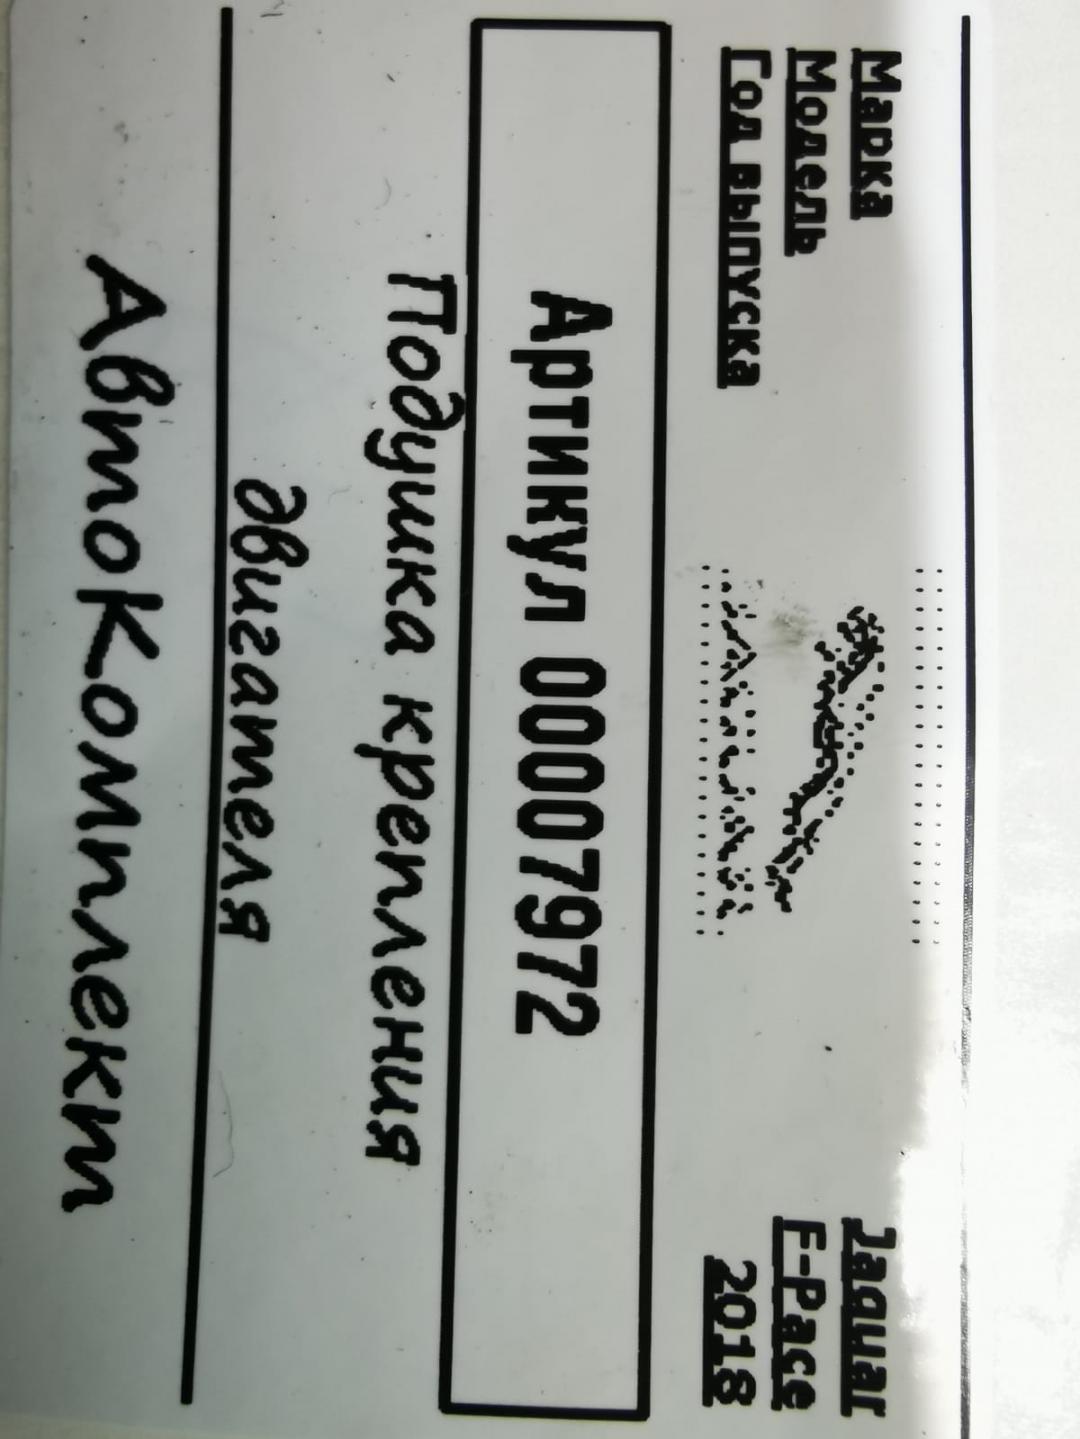 Марка Jaguar
Модель F-Pace
Год выпуска 2018
Артикул 00007972
Подушка крепления
двигателя
АвтоКомплект